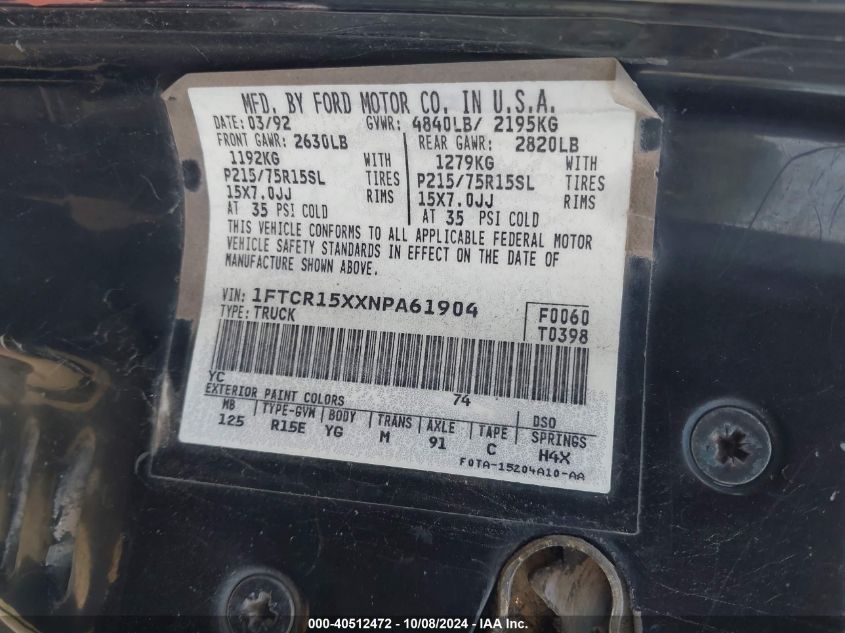 MFD. BY FORD MOTOR CO. IN U.S.A.
DATE: 03/92 GVWR: 4840LB/ 2195KG
FRONT GAWR: 2630LB REAR GAWR: 2820LB
1192KG WITH 1279KG WITH
P215/75R15SL TIRES P215/75R15SL TIRES
15X7.0JJ RIMS 15X7.0JJ RIMS
AT 35 PSI COLD AT 35 PSI COLD
THIS VEHICLE CONFORMS TO ALL APPLICABLE FEDERAL MOTOR
VEHICLE SAFETY STANDARDS IN EFFECT ON THE DATE OF
MANUFACTURE SHOWN ABOVE.
VIN: 1FTCR15XXNPA61904 F0060
TYPE: TRUCK T0398
YC 74
EXTERIOR PAINT COLORS DSO
WB TYPE-GVW BODY TRANS AXLE TAPE SPRINGS
125 R15E YG M 91 C H4X
F0TA-15204A10-AA
000-40512472 - 10/08/2024 - IAA Inc.